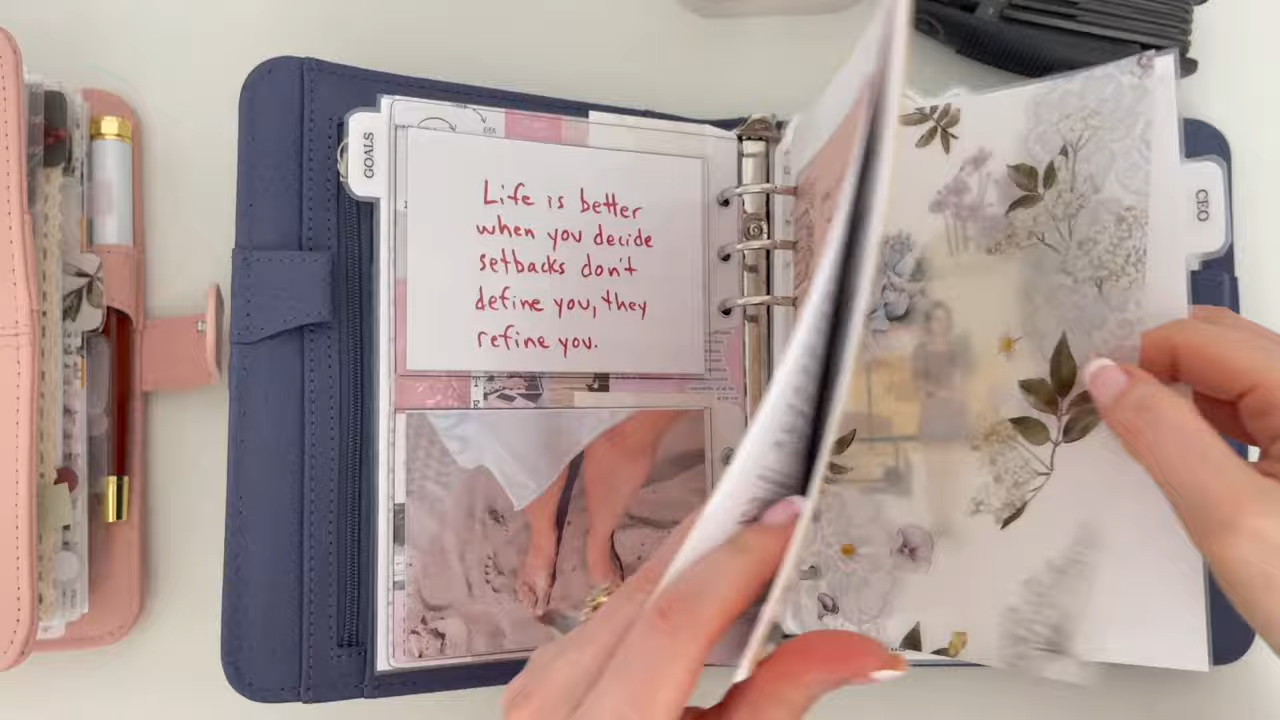 GOALS
Life is better
when you decide
setbacks don't
define you, they
refine you.
CEO